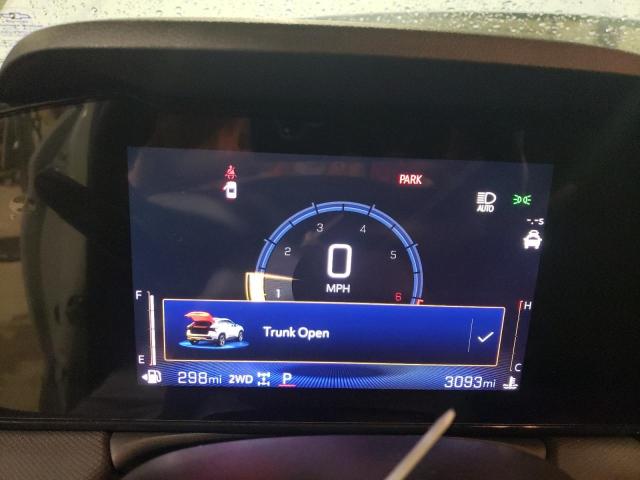 PARK
AUTO
-.-s
3 4
2 5
0
MPH
1 6
F H
Trunk Open
E C
298mi 2WD P 3093mi